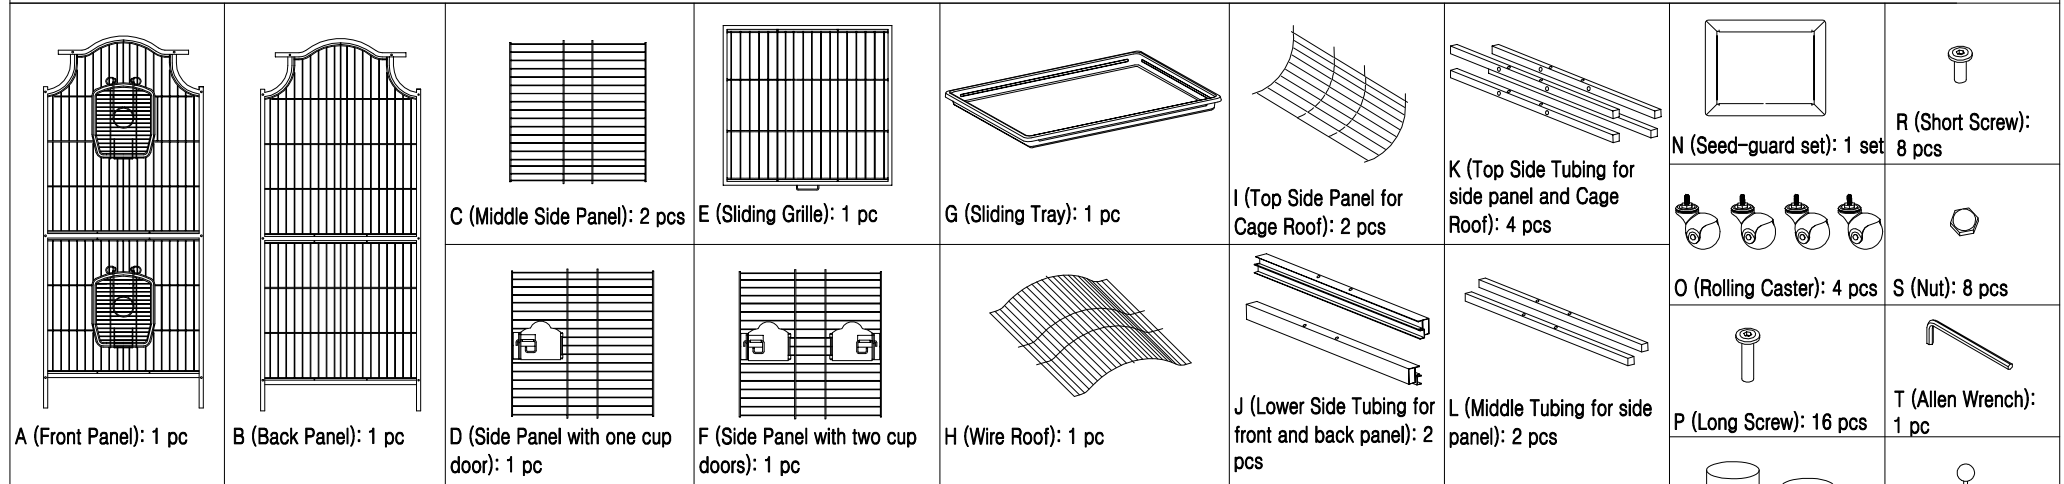 A (Front Panel): 1 pc
B (Back Panel): 1 pc
C (Middle Side Panel): 2 pcs
D (Side Panel with one cup
door): 1 pc
E (Sliding Grille): 1 pc
F (Side Panel with two cup
doors): 1 pc
G (Sliding Tray): 1 pc
H (Wire Roof): 1 pc
I (Top Side Panel for
Cage Roof): 2 pcs
J (Lower Side Tubing for
front and back panel): 2
pcs
K (Top Side Tubing for
side panel and Cage
Roof): 4 pcs
L (Middle Tubing for side
panel): 2 pcs
N (Seed-guard set): 1 set
O (Rolling Caster): 4 pcs
P (Long Screw): 16 pcs
R (Short Screw):
8 pcs
S (Nut): 8 pcs
T (Allen Wrench):
1 pc